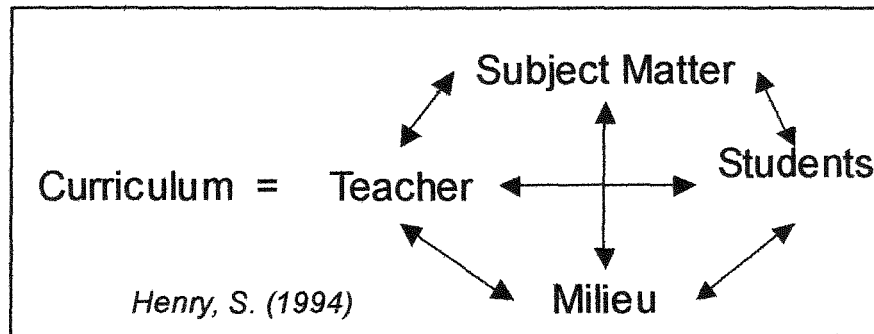 Subject Matter
Curriculum = Teacher Students
Henry, S. (1994) Milieu